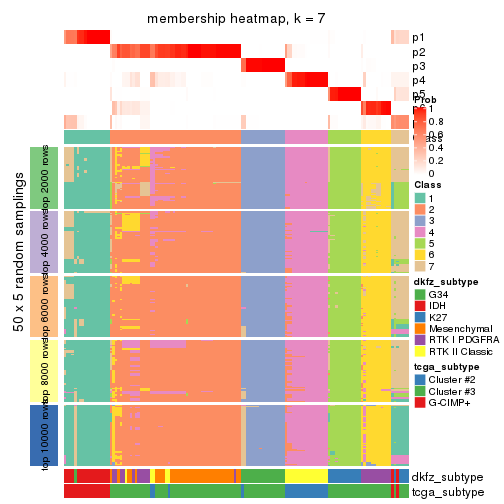 membership heatmap, k = 7
p1
p2
p3
p4
p5
Prob
1
0.8
0.6
0.4
0.2
0
Class
1
2
3
4
5
6
7
dkfz_subtype
G34
IDH
K27
Mesenchymal
RTK I PDGFRA
RTK II Classic
tcga_subtype
Cluster #2
Cluster #3
G-CIMP+
50 x 5 random samplings
top 2000 rows
top 4000 rows
top 6000 rows
top 8000 rows
top 10000 rows
dkfz_subtype
tcga_subtype